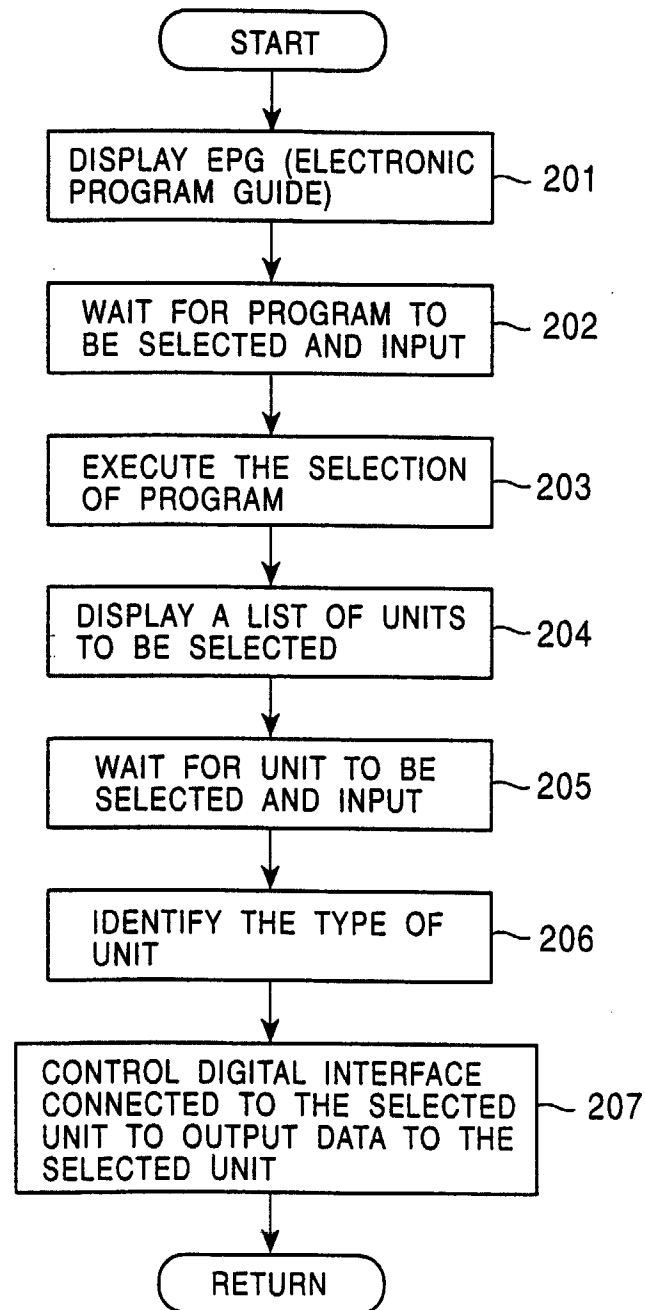 START
DISPLAY EPG (ELECTRONIC
PROGRAM GUIDE)
201
WAIT FOR PROGRAM TO
BE SELECTED AND INPUT
202
EXECUTE THE SELECTION
OF PROGRAM
203
DISPLAY A LIST OF UNITS
TO BE SELECTED
204
WAIT FOR UNIT TO BE
SELECTED AND INPUT
205
IDENTIFY THE TYPE OF
UNIT
206
CONTROL DIGITAL INTERFACE
CONNECTED TO THE SELECTED
UNIT TO OUTPUT DATA TO THE
SELECTED UNIT
207
RETURN